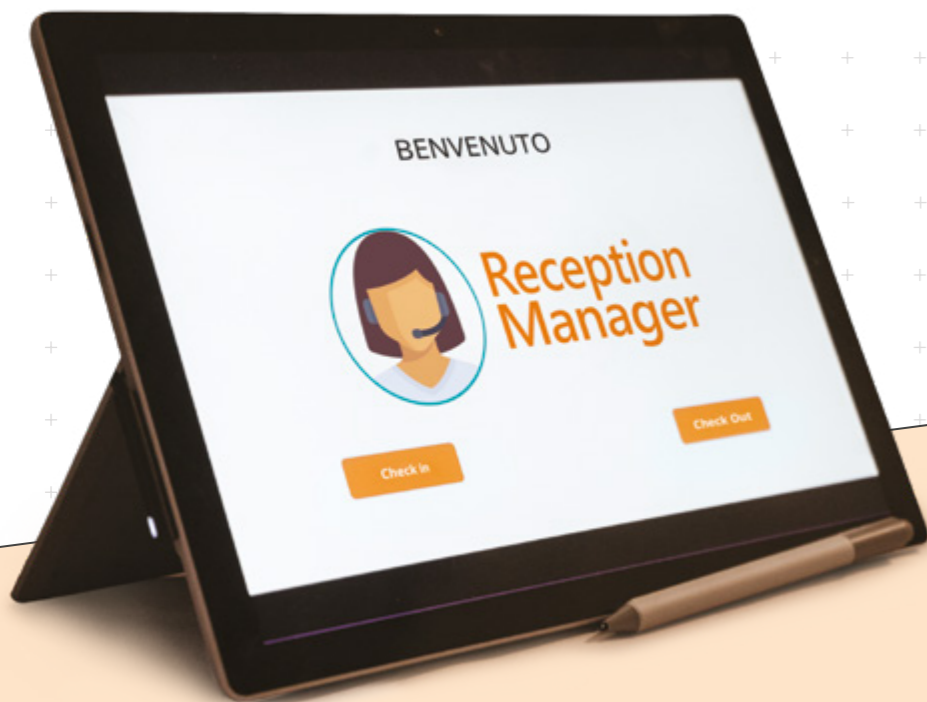 BENVENUTO
Reception
Manager
Check in
Check Out